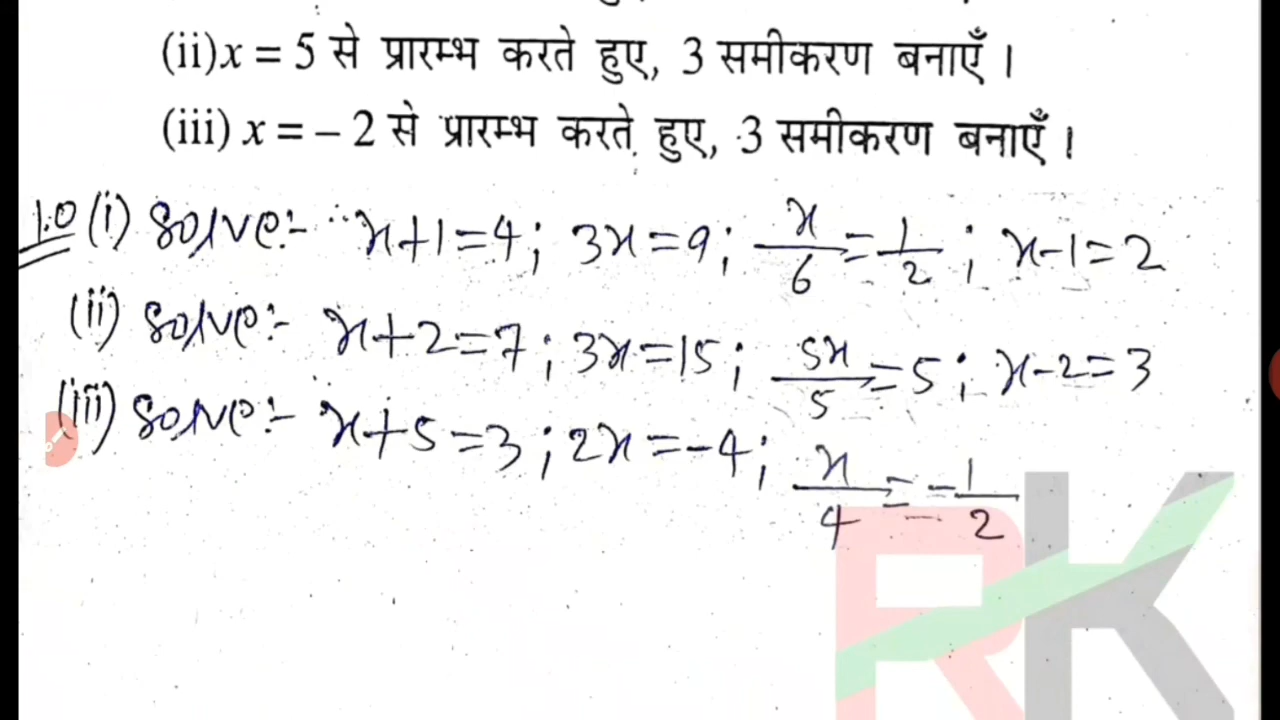 (ii) x = 5 से प्रारम्भ करते हुए, 3 समीकरण बनाएँ ।
(iii) x = – 2 से प्रारम्भ करते हुए, 3 समीकरण बनाएँ ।
1.0 (i) Solve:- x+1=4; 3x=9; x/6=1/2; x-1=2
(ii) Solve:- x+2=7; 3x=15; 5x/5=5; x-2=3
(iii) Solve:- x+5=3; 2x=-4; x/4=-1/2
RK